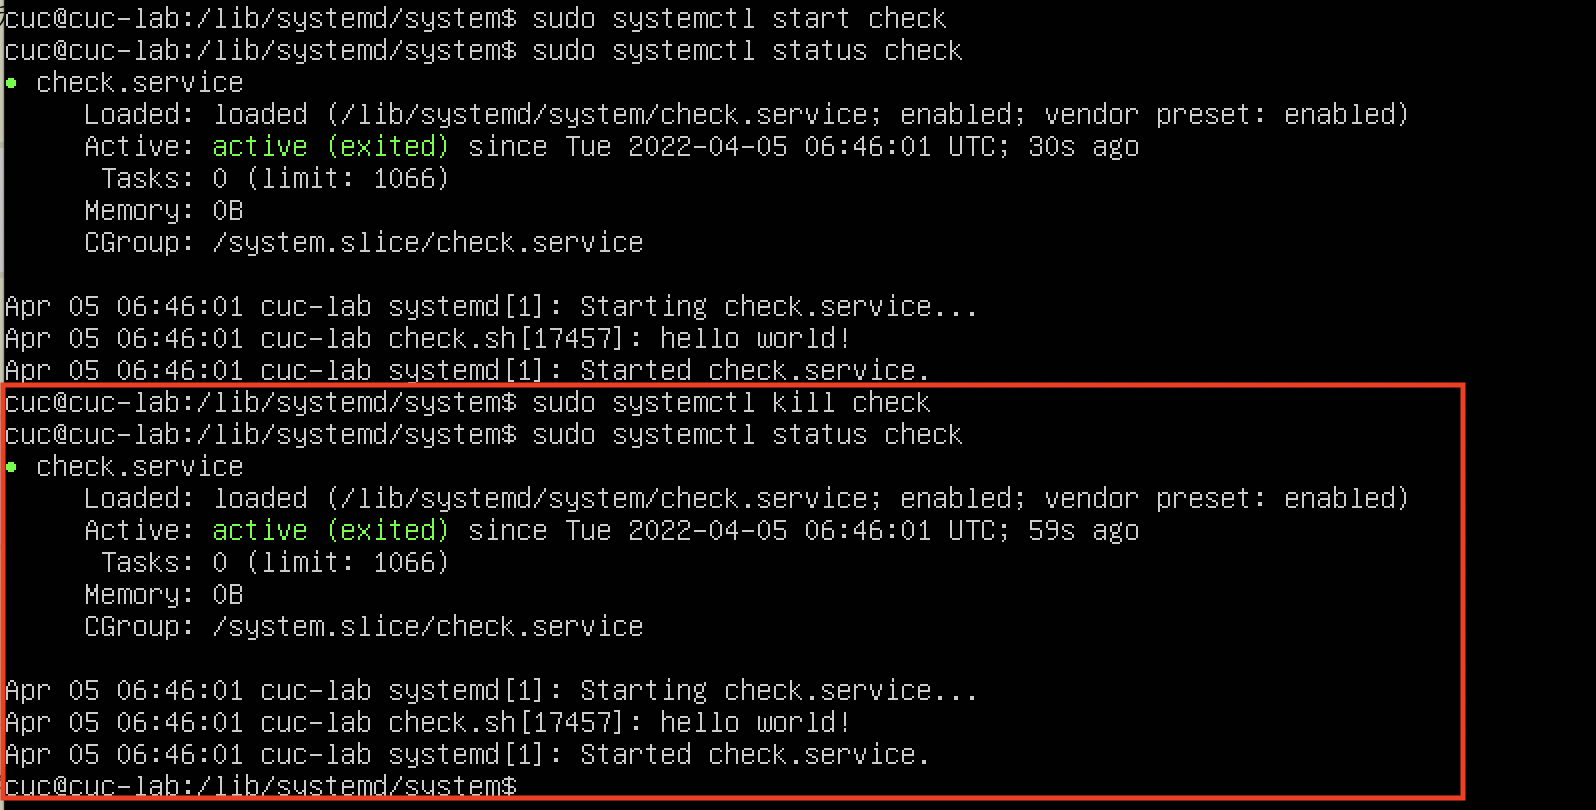 cuc@cuc-lab:/lib/systemd/system$ sudo systemctl start check
cuc@cuc-lab:/lib/systemd/system$ sudo systemctl status check
● check.service
     Loaded: loaded (/lib/systemd/system/check.service; enabled; vendor preset: enabled)
     Active: active (exited) since Tue 2022-04-05 06:46:01 UTC; 30s ago
      Tasks: 0 (limit: 1066)
     Memory: 0B
     CGroup: /system.slice/check.service

Apr 05 06:46:01 cuc-lab systemd[1]: Starting check.service...
Apr 05 06:46:01 cuc-lab check.sh[17457]: hello world!
Apr 05 06:46:01 cuc-lab systemd[1]: Started check.service.
cuc@cuc-lab:/lib/systemd/system$ sudo systemctl kill check
cuc@cuc-lab:/lib/systemd/system$ sudo systemctl status check
● check.service
     Loaded: loaded (/lib/systemd/system/check.service; enabled; vendor preset: enabled)
     Active: active (exited) since Tue 2022-04-05 06:46:01 UTC; 59s ago
      Tasks: 0 (limit: 1066)
     Memory: 0B
     CGroup: /system.slice/check.service

Apr 05 06:46:01 cuc-lab systemd[1]: Starting check.service...
Apr 05 06:46:01 cuc-lab check.sh[17457]: hello world!
Apr 05 06:46:01 cuc-lab systemd[1]: Started check.service.
cuc@cuc-lab:/lib/systemd/system$